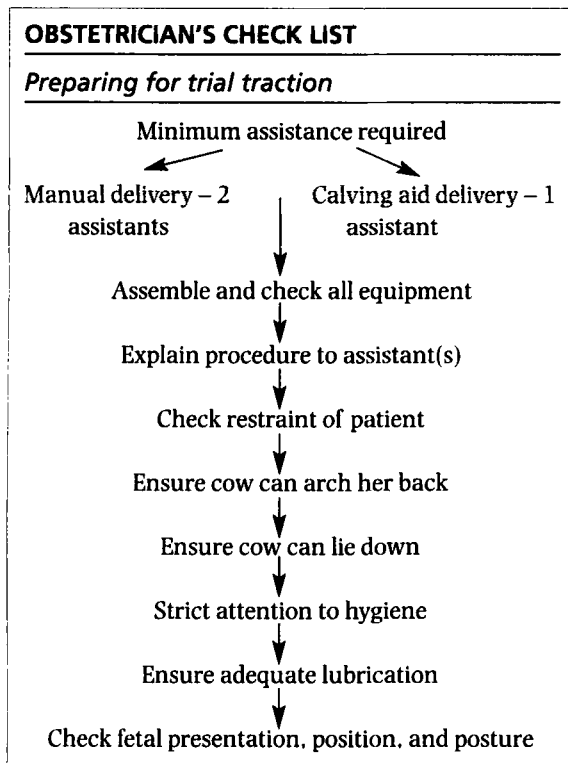 OBSTETRICIAN'S CHECK LIST
Preparing for trial traction
Minimum assistance required
Manual delivery – 2
assistants
Calving aid delivery – 1
assistant
Assemble and check all equipment
Explain procedure to assistant(s)
Check restraint of patient
Ensure cow can arch her back
Ensure cow can lie down
Strict attention to hygiene
Ensure adequate lubrication
Check fetal presentation, position, and posture